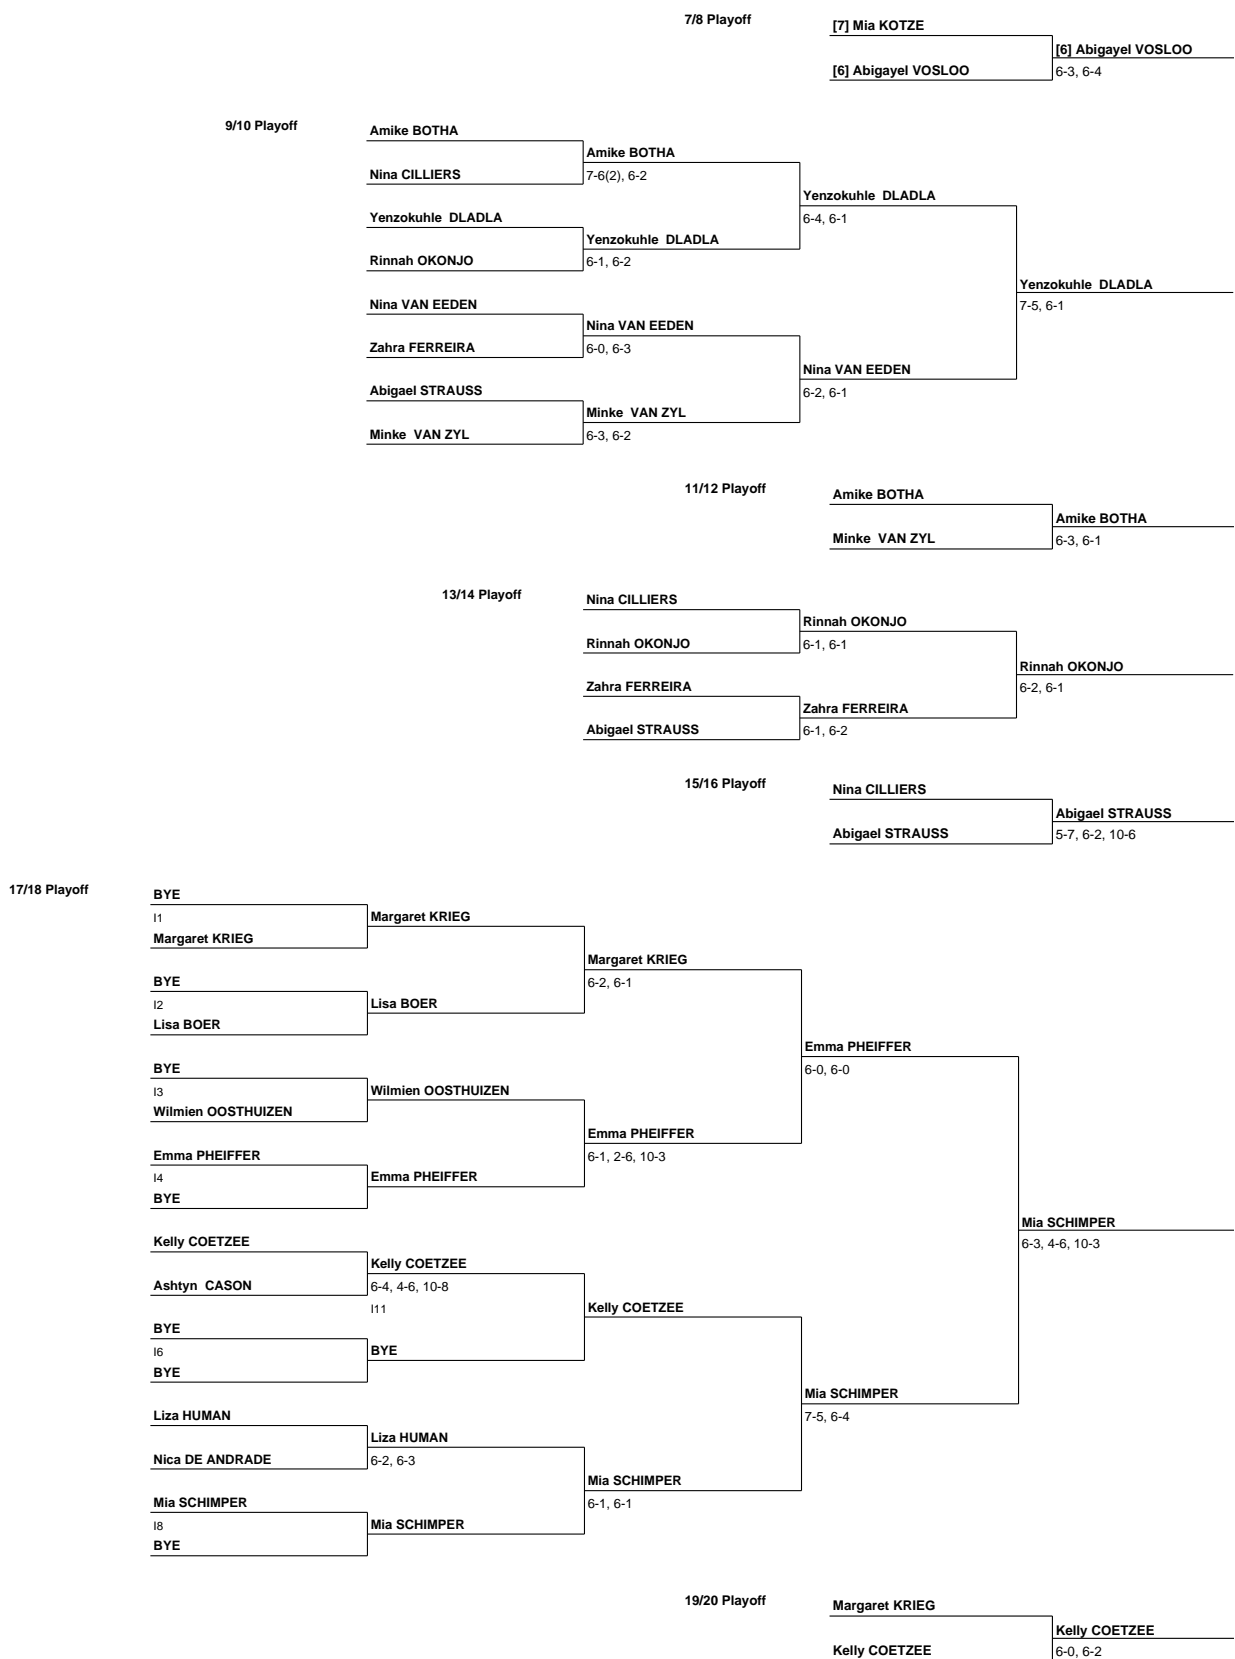 7/8 Playoff
[7] Mia KOTZE
[6] Abigayel VOSLOO
[6] Abigayel VOSLOO
6-3, 6-4
9/10 Playoff
Amike BOTHA
Amike BOTHA
Nina CILLIERS
7-6(2), 6-2
Yenzokuhle DLADLA
Yenzokuhle DLADLA
6-4, 6-1
Yenzokuhle DLADLA
Rinnah OKONJO
6-1, 6-2
Yenzokuhle DLADLA
Nina VAN EEDEN
7-5, 6-1
Nina VAN EEDEN
Zahra FERREIRA
6-0, 6-3
Nina VAN EEDEN
Abigael STRAUSS
6-2, 6-1
Minke VAN ZYL
Minke VAN ZYL
6-3, 6-2
11/12 Playoff
Amike BOTHA
Amike BOTHA
Minke VAN ZYL
6-3, 6-1
13/14 Playoff
Nina CILLIERS
Rinnah OKONJO
Rinnah OKONJO
6-1, 6-1
Rinnah OKONJO
Zahra FERREIRA
6-2, 6-1
Zahra FERREIRA
Abigael STRAUSS
6-1, 6-2
15/16 Playoff
Nina CILLIERS
Abigael STRAUSS
Abigael STRAUSS
5-7, 6-2, 10-6
17/18 Playoff
BYE
I1
Margaret KRIEG
Margaret KRIEG
Margaret KRIEG
BYE
6-2, 6-1
I2
Lisa BOER
Lisa BOER
Emma PHEIFFER
BYE
6-0, 6-0
I3
Wilmien OOSTHUIZEN
Wilmien OOSTHUIZEN
Emma PHEIFFER
Emma PHEIFFER
6-1, 2-6, 10-3
I4
Emma PHEIFFER
BYE
Mia SCHIMPER
Kelly COETZEE
6-3, 4-6, 10-3
Kelly COETZEE
Ashtyn CASON
6-4, 4-6, 10-8
I11
Kelly COETZEE
BYE
I6
BYE
BYE
Mia SCHIMPER
Liza HUMAN
7-5, 6-4
Liza HUMAN
Nica DE ANDRADE
6-2, 6-3
Mia SCHIMPER
Mia SCHIMPER
6-1, 6-1
I8
Mia SCHIMPER
BYE
19/20 Playoff
Margaret KRIEG
Kelly COETZEE
Kelly COETZEE
6-0, 6-2